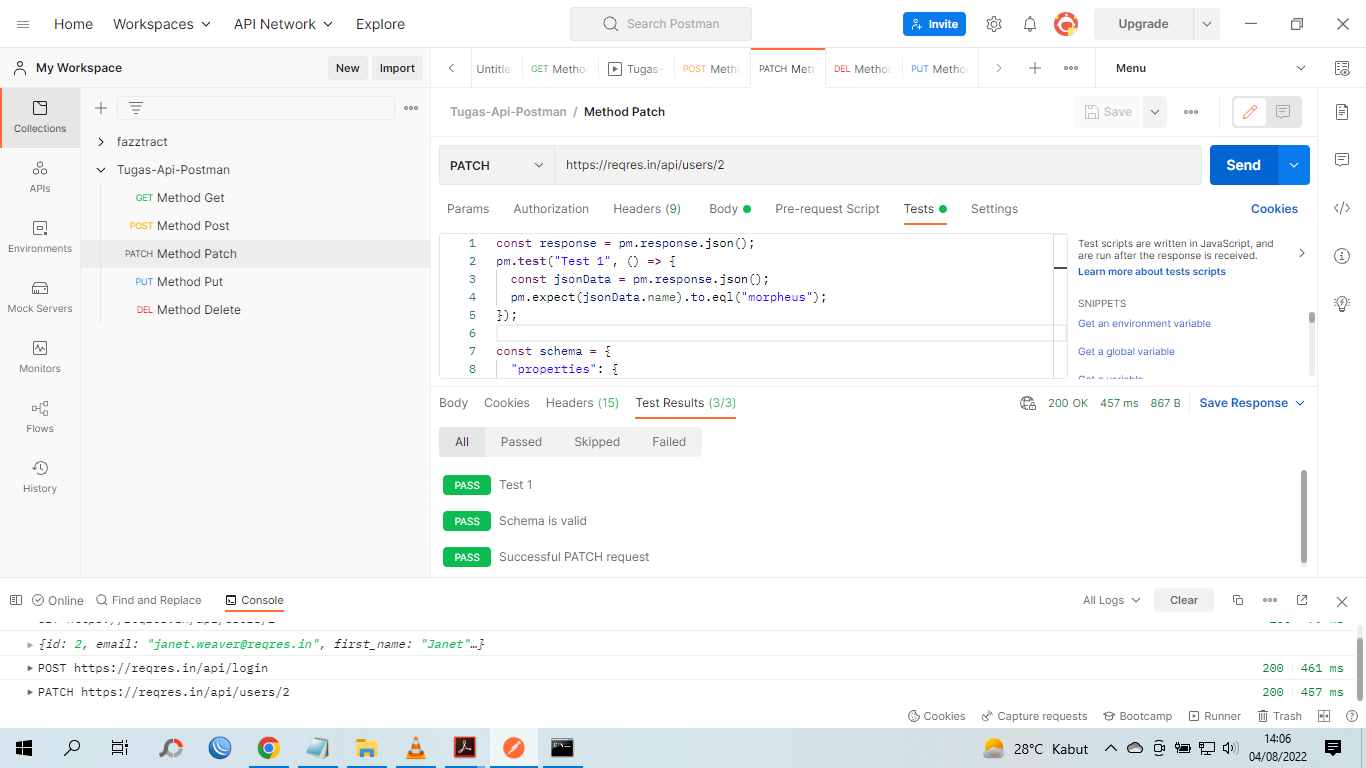 Home
Workspaces
API Network
Explore
Search Postman
Invite
Upgrade
My Workspace
New
Import
Untitle
GET Metho
Tugas-
POST Metho
PATCH Meth
DEL Metho
PUT Metho
Menu
Collections
APIs
Environments
Mock Servers
Monitors
Flows
History
fazztract
Tugas-Api-Postman
GET Method Get
POST Method Post
PATCH Method Patch
PUT Method Put
DEL Method Delete
Tugas-Api-Postman / Method Patch
Save
PATCH
https://reqres.in/api/users/2
Send
Params
Authorization
Headers (9)
Body
Pre-request Script
Tests
Settings
Cookies
1 const response = pm.response.json();
2 pm.test("Test 1", () => {
3 const jsonData = pm.response.json();
4 pm.expect(jsonData.name).to.eql("morpheus");
5 });
6
7 const schema = {
8 "properties": {
Test scripts are written in JavaScript, and
are run after the response is received.
Learn more about tests scripts
SNIPPETS
Get an environment variable
Get a global variable
Get a variable
Body
Cookies
Headers (15)
Test Results (3/3)
200 OK
457 ms
867 B
Save Response
All
Passed
Skipped
Failed
PASS Test 1
PASS Schema is valid
PASS Successful PATCH request
Online
Find and Replace
Console
All Logs
Clear
{id: 2, email: "janet.weaver@reqres.in", first_name: "Janet"…}
POST https://reqres.in/api/login
200 461 ms
PATCH https://reqres.in/api/users/2
200 457 ms
Cookies
Capture requests
Bootcamp
Runner
Trash
28°C Kabut
14:06
04/08/2022